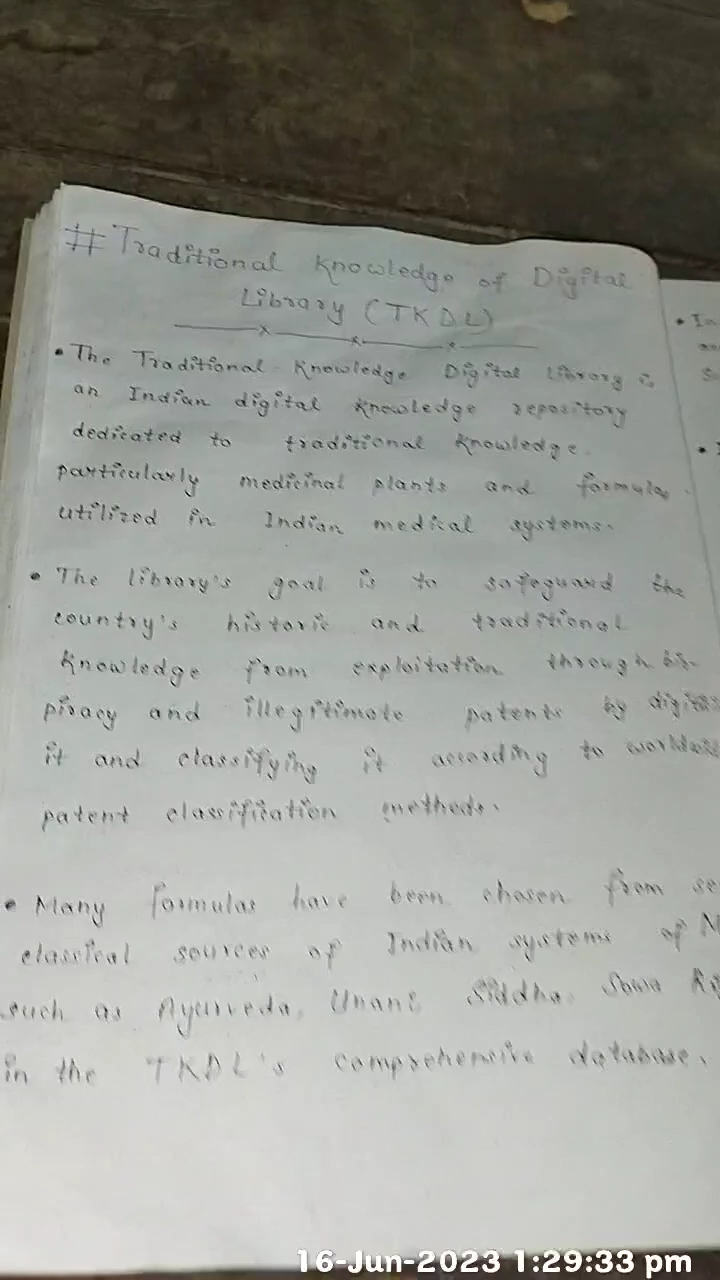 # Traditional Knowledge of Digital
Library (TKDL)
• The Traditional Knowledge Digital Library is
an Indian digital knowledge repository
dedicated to traditional knowledge.
particularly medicinal plants and formulas
utilized in Indian medical systems.
• The library's goal is to safeguard the
country's historic and traditional
Knowledge from exploitation through bio-
piracy and illegitimate patents by
it and classifying it according to
patent classification methods.
• Many formulas have been chosen from
classical sources of Indian systems of
such as Ayurveda, Unani, Siddha, Sowa
in the TKDL's comprehensive database.
• In
16-Jun-2023 1:29:33 pm